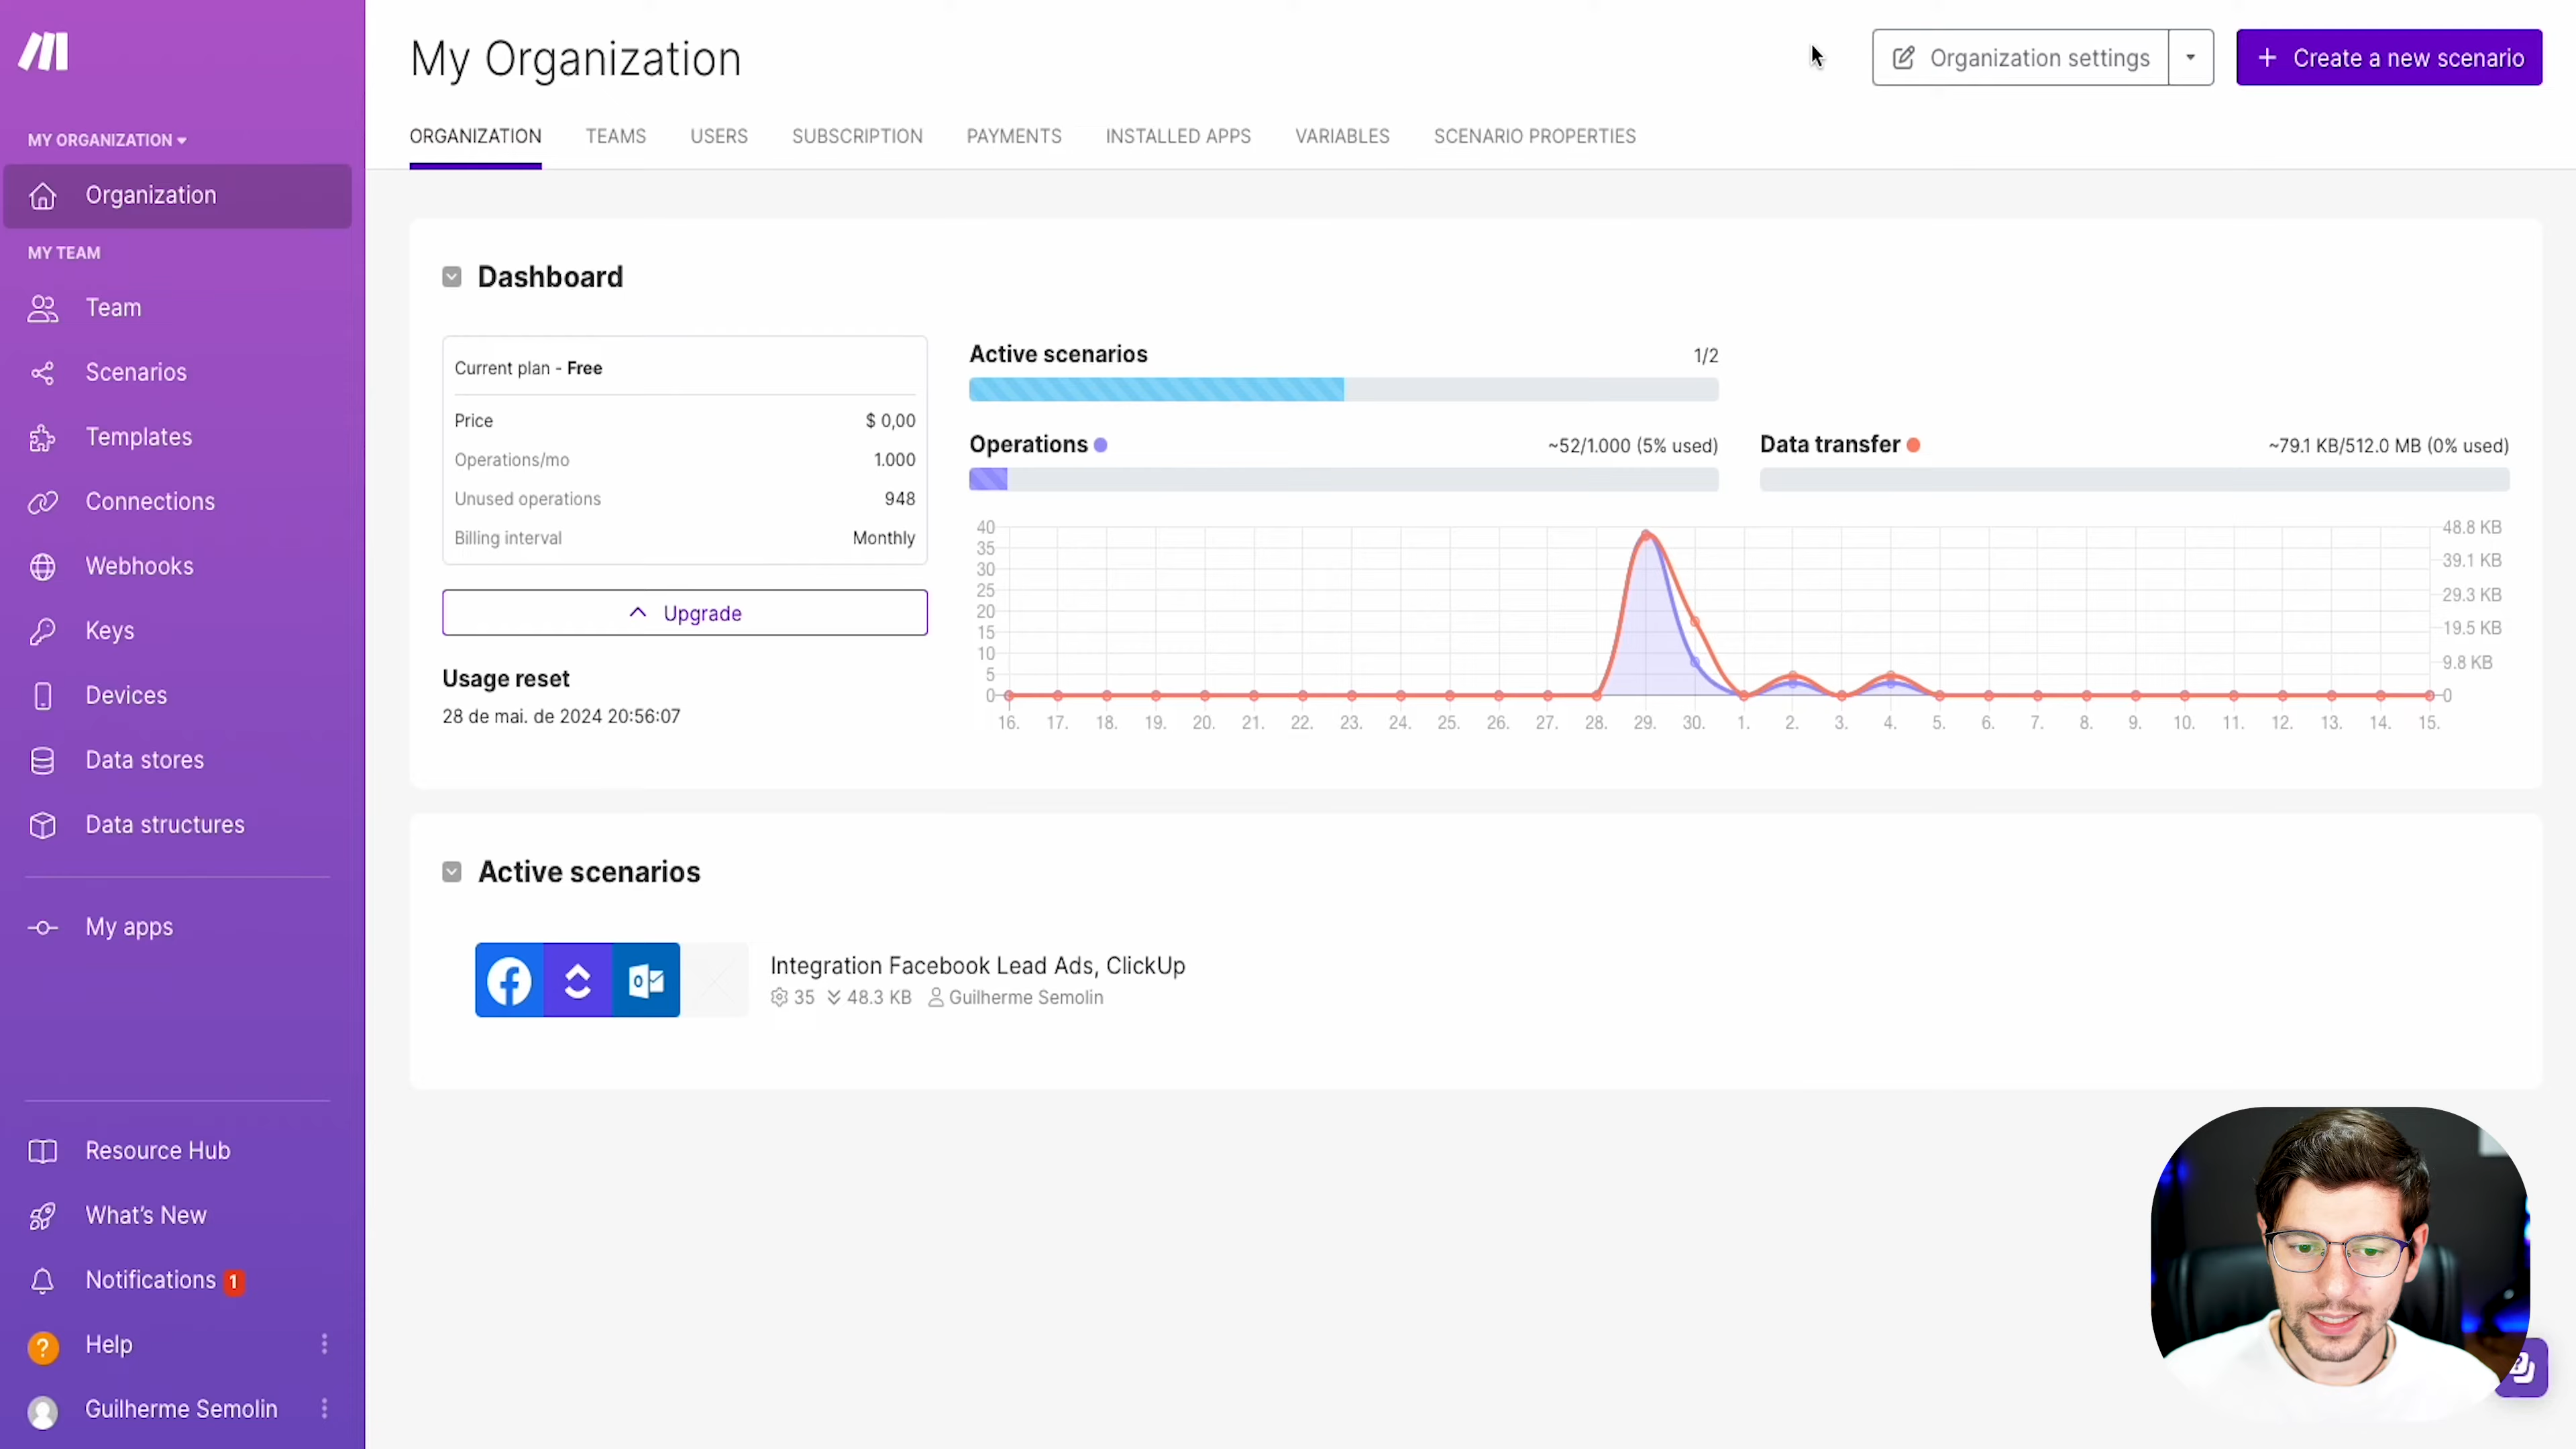 My Organization
Organization settings
+ Create a new scenario
MY ORGANIZATION
ORGANIZATION
TEAMS
USERS
SUBSCRIPTION
PAYMENTS
INSTALLED APPS
VARIABLES
SCENARIO PROPERTIES
Organization
MY TEAM
Team
Scenarios
Templates
Connections
Webhooks
Keys
Devices
Data stores
Data structures
My apps
Resource Hub
What's New
Notifications 1
? Help
Guilherme Semolin
Dashboard
Current plan - Free
Price $ 0,00
Operations/mo 1.000
Unused operations 948
Billing interval Monthly
Upgrade
Usage reset
28 de mai. de 2024 20:56:07
Active scenarios 1/2
Operations ~52/1.000 (5% used)
Data transfer ~79.1 KB/512.0 MB (0% used)
40 48.8 KB
35
30 39.1 KB
25 29.3 KB
20
15 19.5 KB
10 9.8 KB
5
0 0
16. 17. 18. 19. 20. 21. 22. 23. 24. 25. 26. 27. 28. 29. 30. 1. 2. 3. 4. 5. 6. 7. 8. 9. 10. 11. 12. 13. 14. 15.
Active scenarios
Integration Facebook Lead Ads, ClickUp
35 48.3 KB Guilherme Semolin